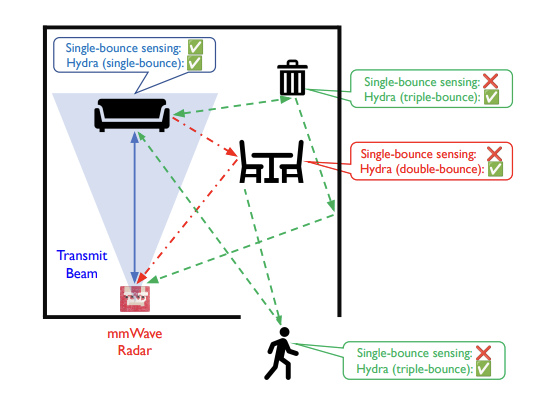 Single-bounce sensing: ✅
Hydra (single-bounce): ✅
Single-bounce sensing: ❌
Hydra (triple-bounce): ✅
Single-bounce sensing: ❌
Hydra (double-bounce): ✅
Transmit
Beam
mmWave
Radar
Single-bounce sensing: ❌
Hydra (triple-bounce): ✅